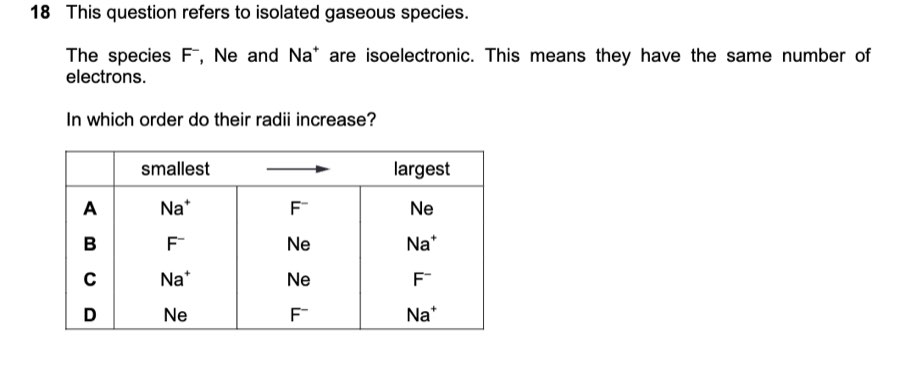 18 This question refers to isolated gaseous species.
The species F⁻, Ne and Na⁺ are isoelectronic. This means they have the same number of
electrons.
In which order do their radii increase?
smallest largest
A Na⁺ F⁻ Ne
B F⁻ Ne Na⁺
C Na⁺ Ne F⁻
D Ne F⁻ Na⁺